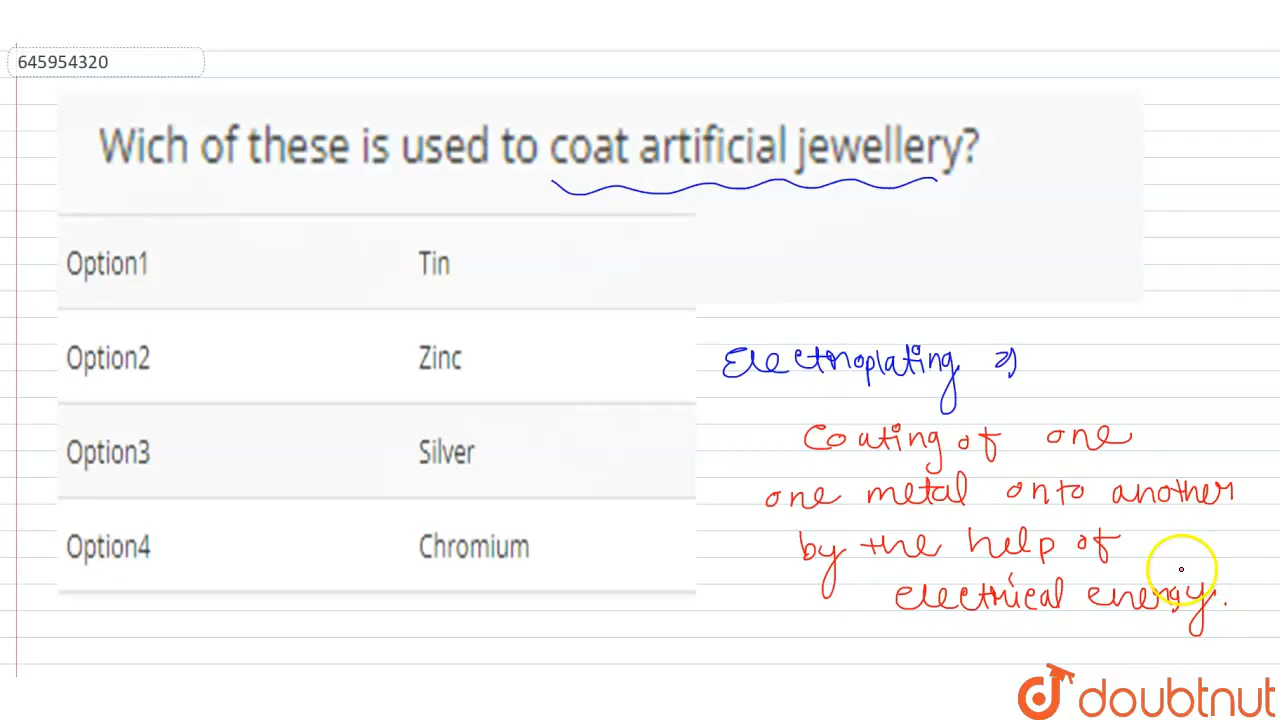 645954320
Wich of these is used to coat artificial jewellery?
Option1 Tin
Option2 Zinc
Option3 Silver
Option4 Chromium
Electroplating
Coating of one
one metal onto another
by the help of
electrical energy.
doubtnut